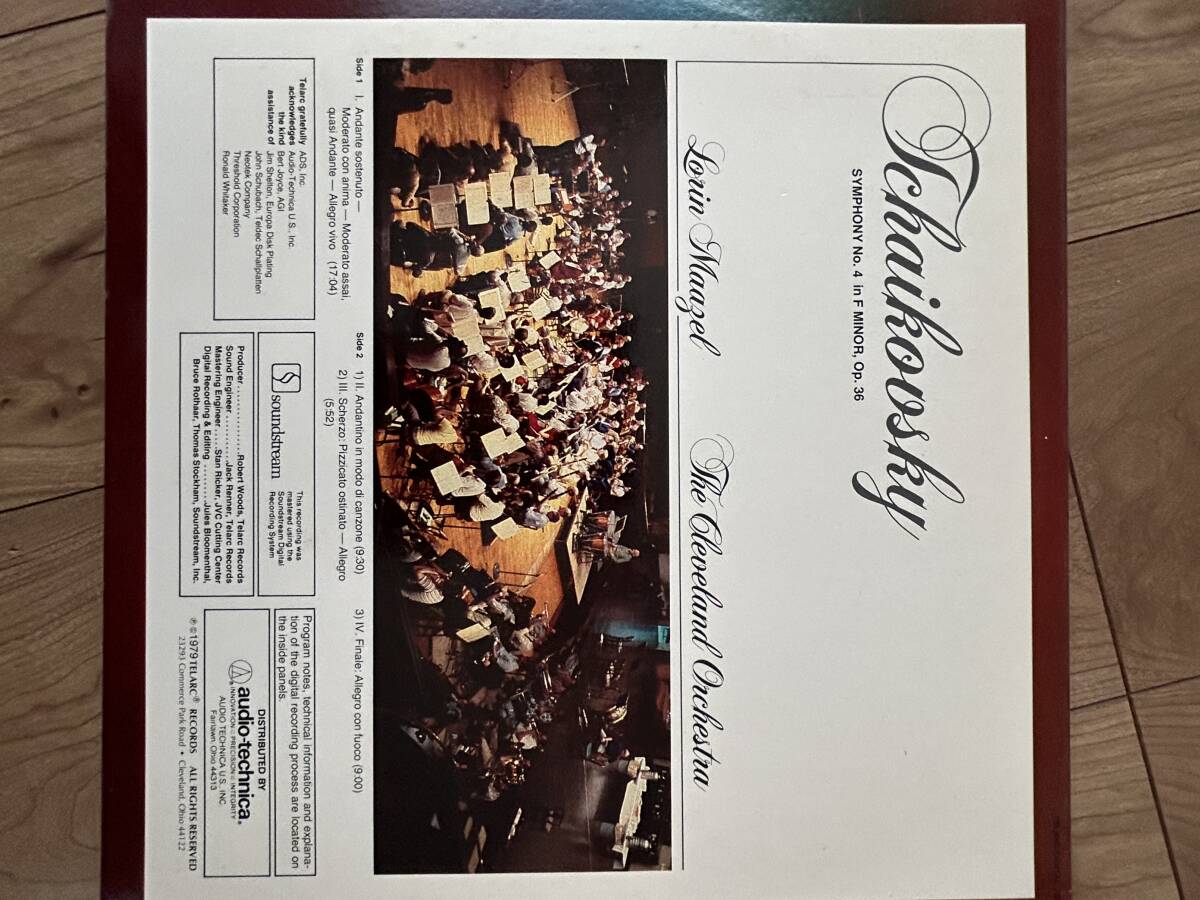 Tchaikovsky
SYMPHONY No. 4 in F MINOR, Op. 36
Lorin Maazel
The Cleveland Orchestra
Side 1
I. Andante sostenuto —
Moderato con anima — Moderato assai,
quasi Andante — Allegro vivo (17:04)
Side 2
1) II. Andantino in modo di canzone (9:30)
2) III. Scherzo: Pizzicato ostinato — Allegro
(5:52)
3) IV. Finale: Allegro con fuoco (9:00)
Telarc gratefully
acknowledges
the kind
assistance of
ADS, Inc.
Audio-Technica U.S., Inc.
Bert Joyce, AGI
Jim Shelton, Europa Disk Plating
John Schubach, Teldec Schallplatten
Neotek Company
Threshold Corporation
Ronald Whitaker
soundstream
This recording was
mastered using the
Soundstream Digital
Recording System
Producer . . . . . . . . . . . . . . . . Robert Woods, Telarc Records
Sound Engineer . . . . . . . . . . . Jack Renner, Telarc Records
Mastering Engineer . . . . . Stan Ricker, JVC Cutting Center
Digital Recording & Editing . . . . . . . . . Jules Bloomenthal,
Bruce Rothaar, Thomas Stockham, Soundstream, Inc.
Program notes, technical information and explana-
tion of the digital recording process are located on
the inside panels.
DISTRIBUTED BY
audio-technica®
INNOVATION □ PRECISION □ INTEGRITY
AUDIO TECHNICA U.S., INC.
Fairlawn, Ohio 44313
℗ © 1979 TELARC® RECORDS ALL RIGHTS RESERVED
23293 Commerce Park Road • Cleveland, Ohio 44122